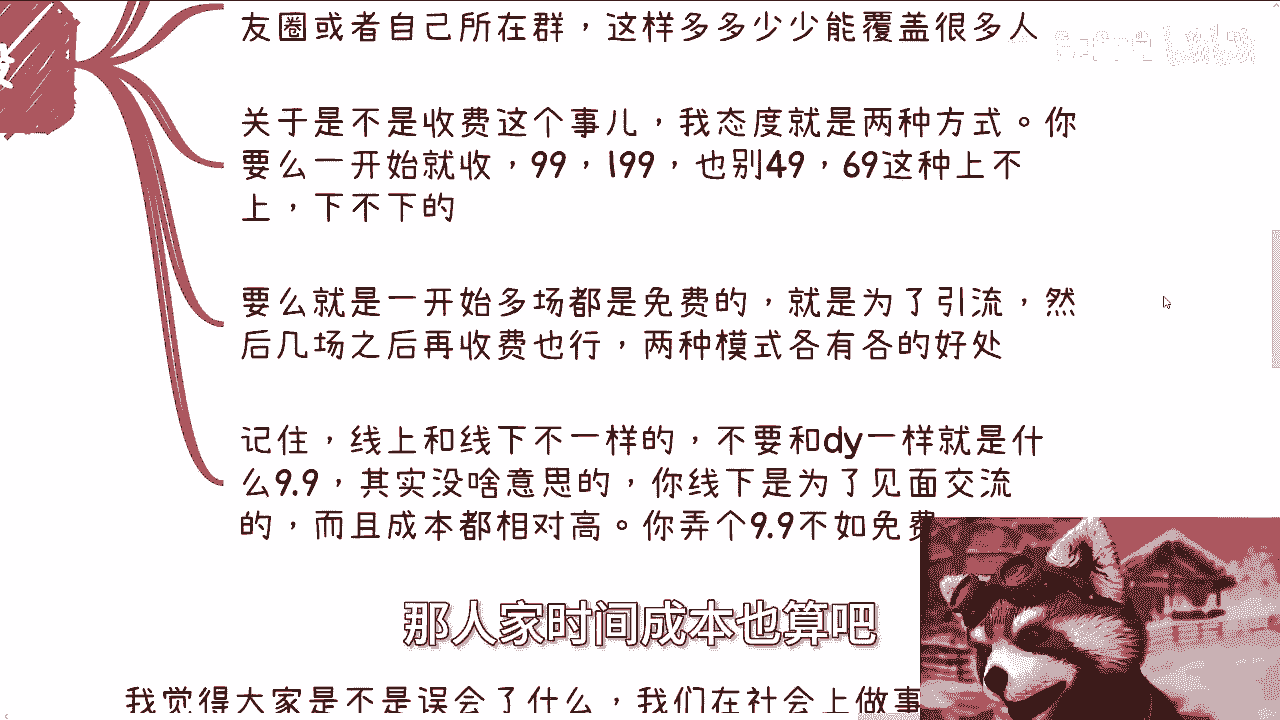 友圈或者自己所在群，这样多多少少能覆盖很多人
关于是不是收费这个事儿，我态度就是两种方式。你
要么一开始就收，99，199，也别49，69这种上不
上，下不下的
要么就是一开始多场都是免费的，就是为了引流，然
后几场之后再收费也行，两种模式各有各的好处
记住，线上和线下不一样的，不要和dy一样就是什
么9.9，其实没啥意思的，你线下是为了见面交流
的，而且成本都相对高。你弄个9.9不如免费
那人家时间成本也算吧
我觉得大家是不是误会了什么，我们在社会上做事